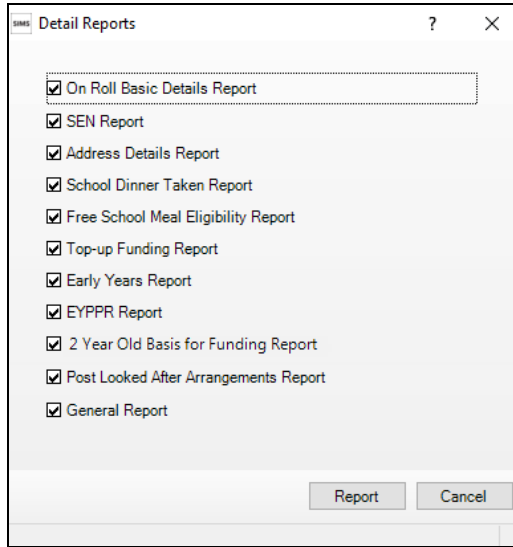 SIMS Detail Reports ? X
On Roll Basic Details Report
SEN Report
Address Details Report
School Dinner Taken Report
Free School Meal Eligibility Report
Top-up Funding Report
Early Years Report
EYPPR Report
2 Year Old Basis for Funding Report
Post Looked After Arrangements Report
General Report
Report Cancel